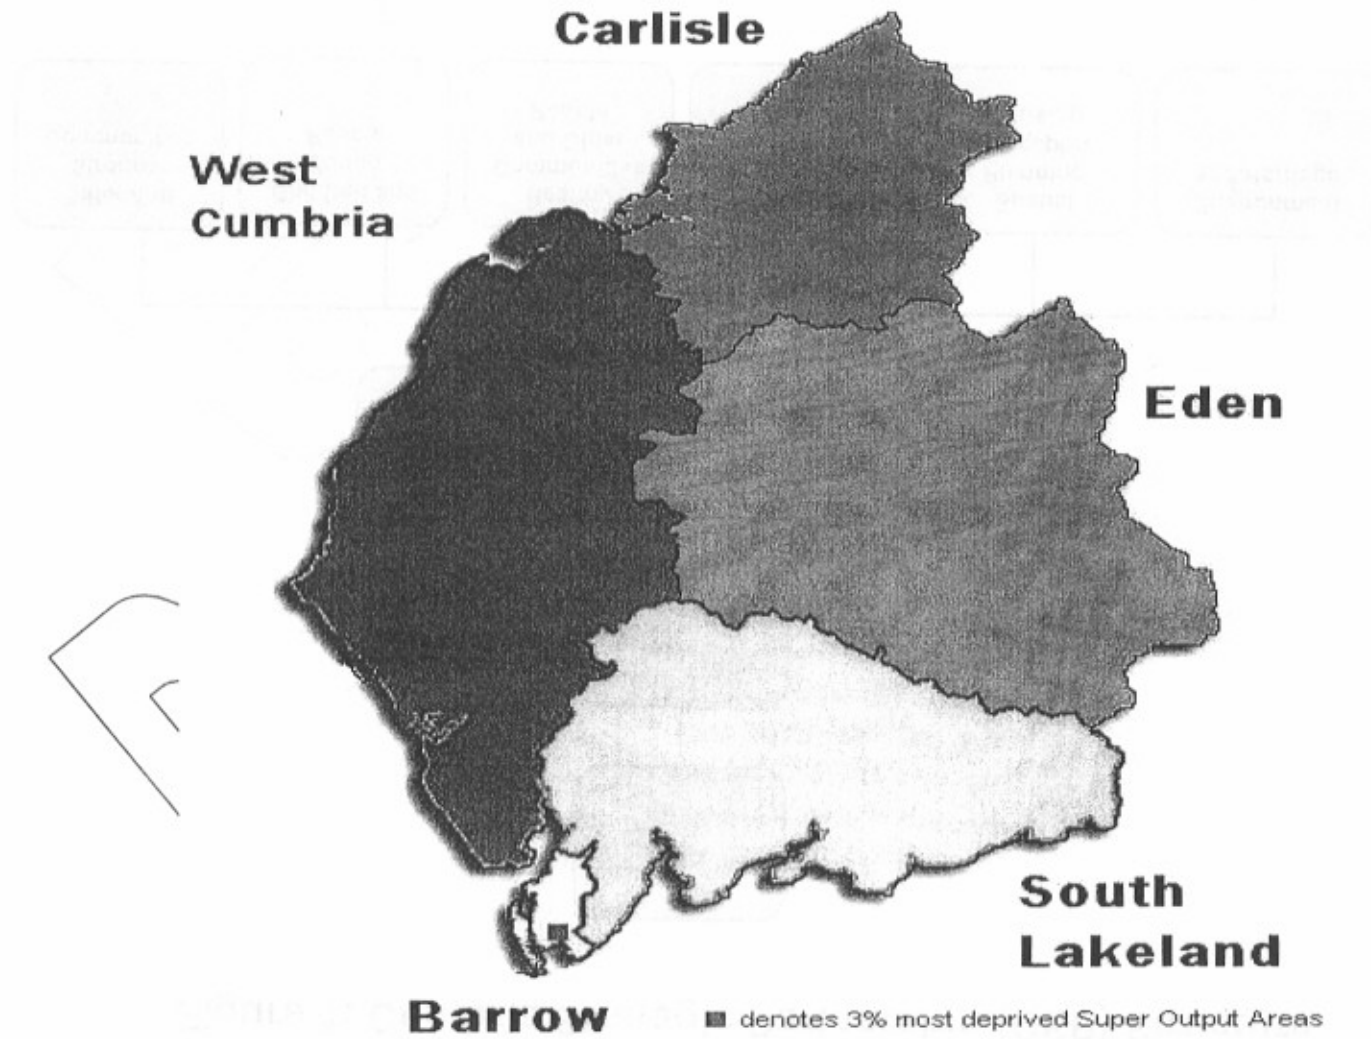 Carlisle
West
Cumbria
Eden
South
Lakeland
Barrow
denotes 3% most deprived Super Output Areas